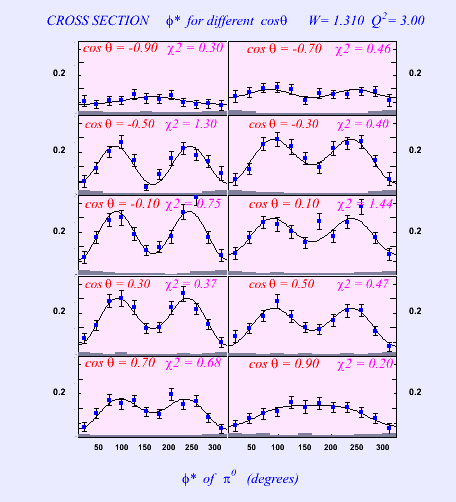 CROSS SECTION ϕ* for different cosθ W= 1.310 Q²= 3.00
cos θ = -0.90 χ2 = 0.30 cos θ = -0.70 χ2 = 0.46
0.2 0.2
cos θ = -0.50 χ2 = 1.30 cos θ = -0.30 χ2 = 0.40
0.2 0.2
cos θ = -0.10 χ2 = 0.75 cos θ = 0.10 χ2 = 1.44
0.2 0.2
cos θ = 0.30 χ2 = 0.37 cos θ = 0.50 χ2 = 0.47
0.2 0.2
cos θ = 0.70 χ2 = 0.68 cos θ = 0.90 χ2 = 0.20
0.2 0.2
50 100 150 200 250 300 50 100 150 200 250 300
ϕ* of π⁰ (degrees)